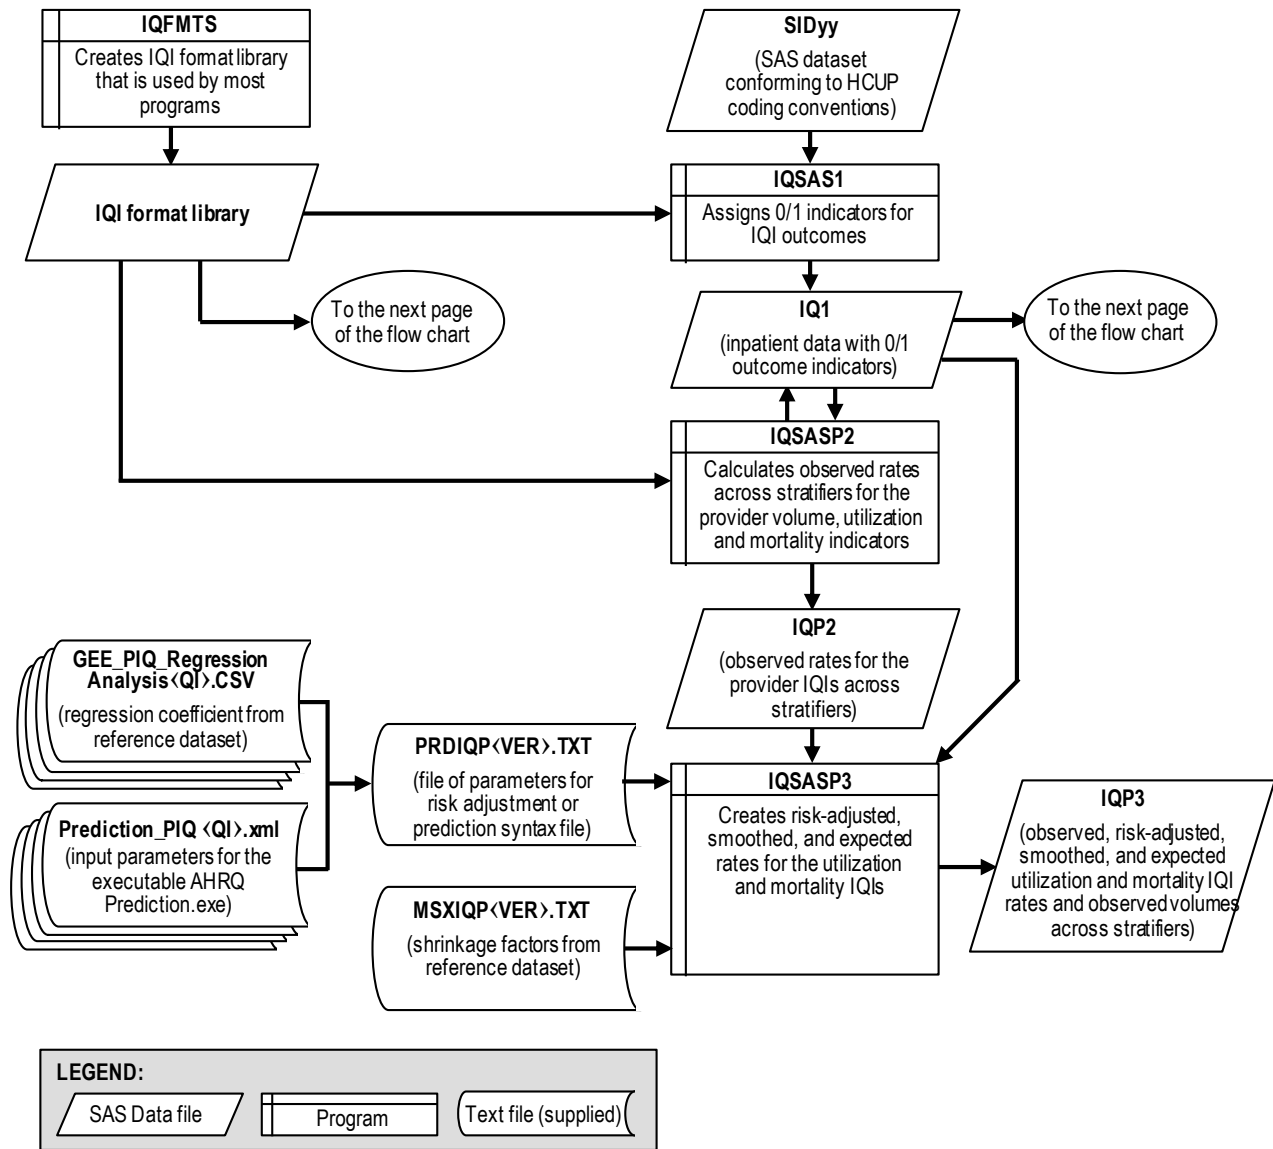 IQFMTS
Creates IQI format library
that is used by most
programs
SIDyy
(SAS dataset
conforming to HCUP
coding conventions)
IQI format library
IQSAS1
Assigns 0/1 indicators for
IQI outcomes
To the next page
of the flow chart
IQ1
(inpatient data with 0/1
outcome indicators)
To the next page
of the flow chart
IQSASP2
Calculates observed rates
across stratifiers for the
provider volume, utilization
and mortality indicators
IQP2
(observed rates for the
provider IQIs across
stratifiers)
GEE_PIQ_Regression
Analysis<QI>.CSV
(regression coefficient from
reference dataset)
Prediction_PIQ <QI>.xml
(input parameters for the
executable AHRQ
Prediction.exe)
PRDIQP<VER>.TXT
(file of parameters for
risk adjustment or
prediction syntax file)
MSXIQP<VER>.TXT
(shrinkage factors from
reference dataset)
IQSASP3
Creates risk-adjusted,
smoothed, and expected
rates for the utilization
and mortality IQIs
IQP3
(observed, risk-adjusted,
smoothed, and expected
utilization and mortality IQI
rates and observed volumes
across stratifiers)
LEGEND:
SAS Data file
Program
Text file (supplied)